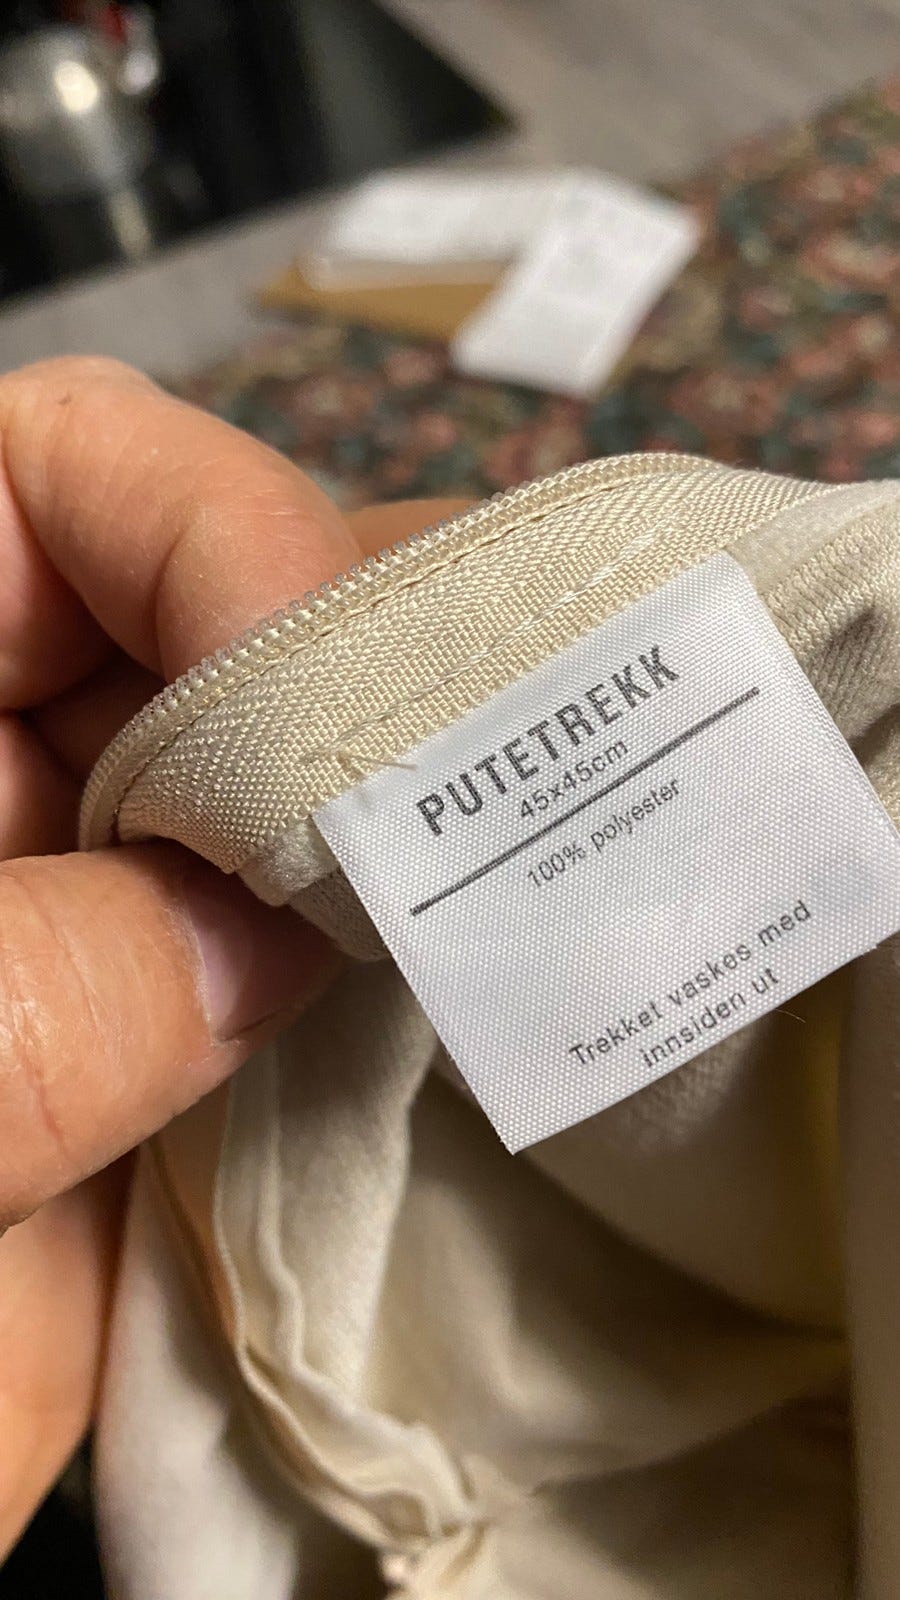 PUTETREKK
45x45cm
100% polyester
Trekket vaskes med
innsiden ut